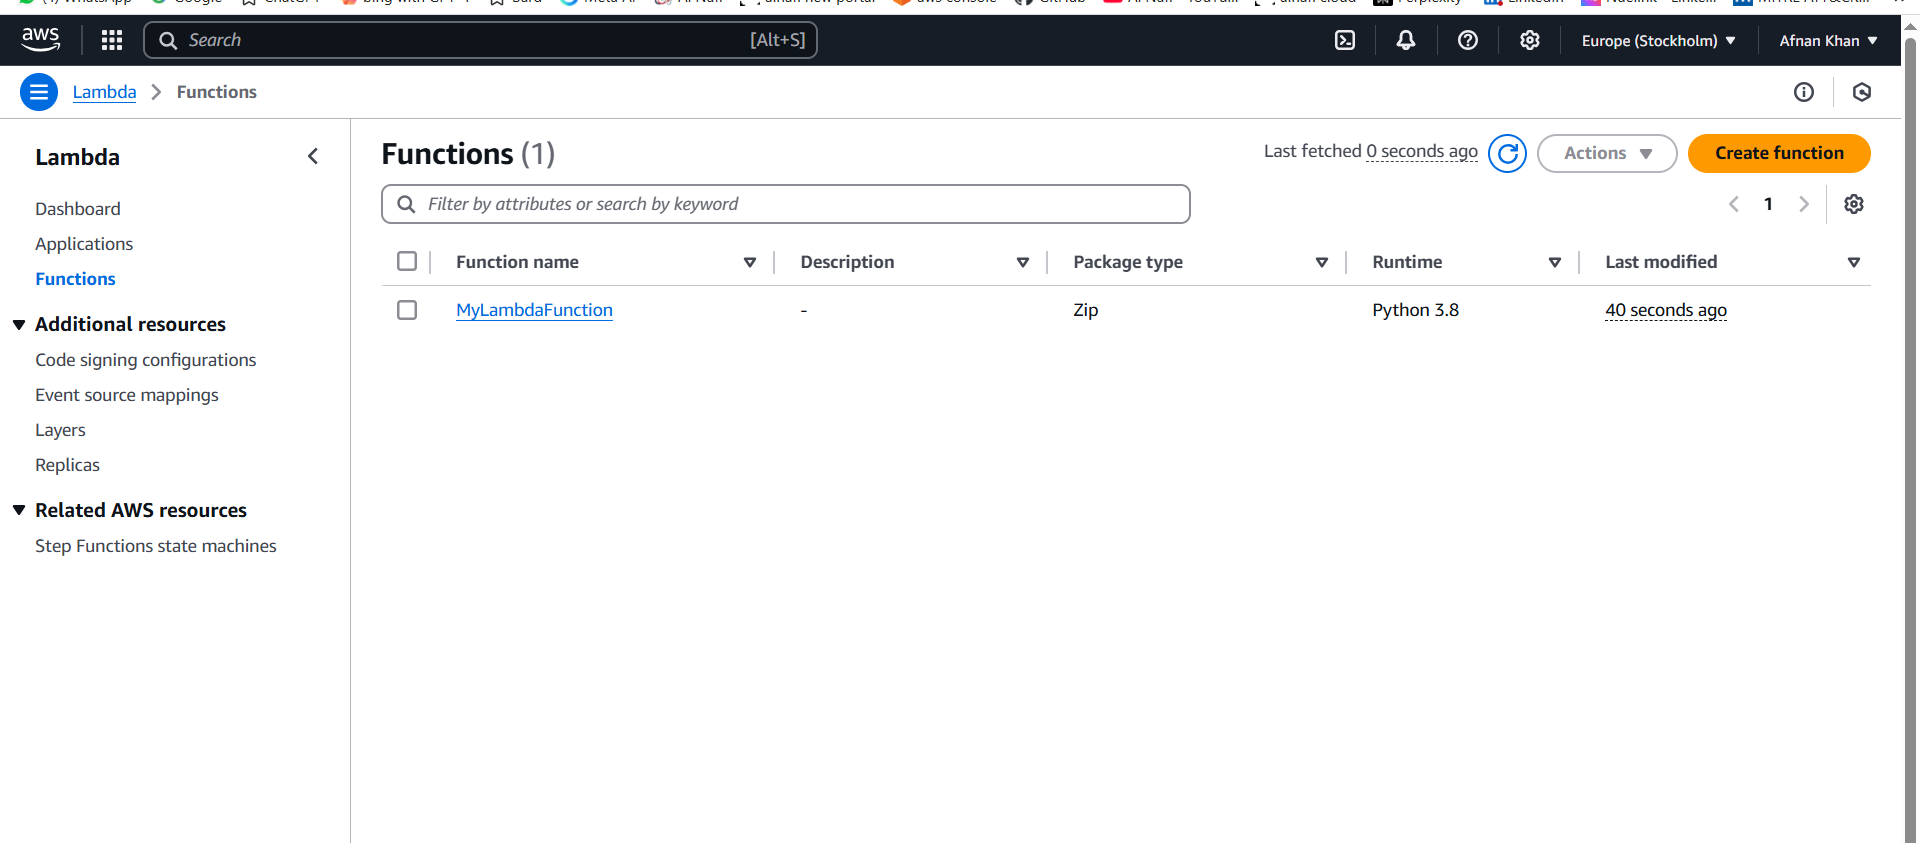 aws
Search [Alt+S]
Europe (Stockholm)
Afnan Khan
Lambda
Functions
Lambda
Dashboard
Applications
Functions
Additional resources
Code signing configurations
Event source mappings
Layers
Replicas
Related AWS resources
Step Functions state machines
Functions (1)
Last fetched 0 seconds ago
Actions
Create function
Filter by attributes or search by keyword
1
Function name Description Package type Runtime Last modified
MyLambdaFunction - Zip Python 3.8 40 seconds ago